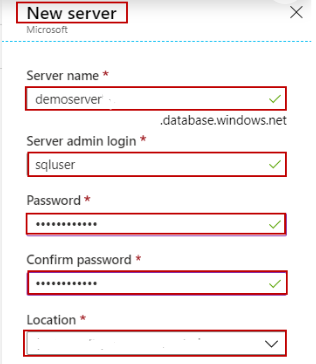 New server
Microsoft
Server name *
demoserver
.database.windows.net
Server admin login *
sqluser
Password *
••••••••••••
Confirm password *
••••••••••••
Location *